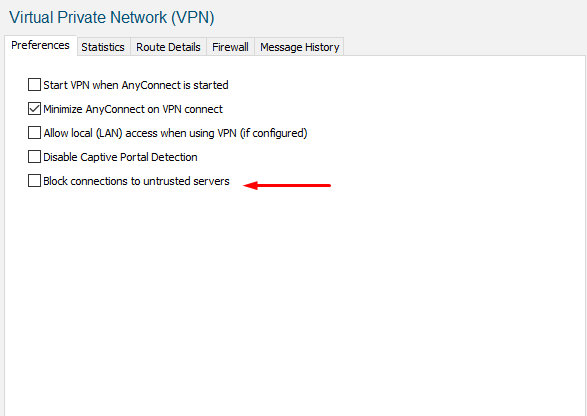 Virtual Private Network (VPN)
Preferences Statistics Route Details Firewall Message History
Start VPN when AnyConnect is started
Minimize AnyConnect on VPN connect
Allow local (LAN) access when using VPN (if configured)
Disable Captive Portal Detection
Block connections to untrusted servers